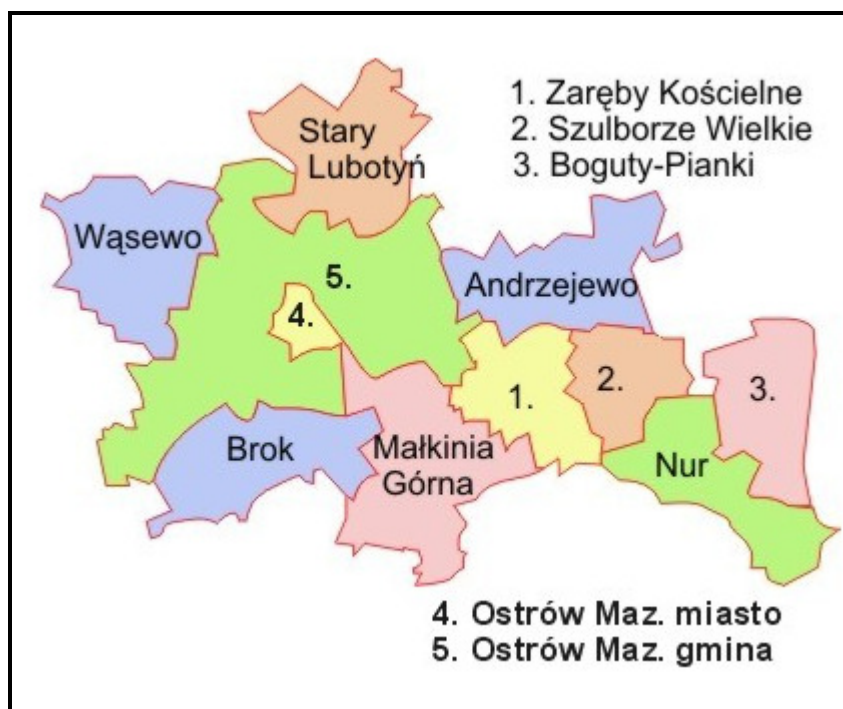 Stary
Lubotyń
1. Zaręby Kościelne
2. Szulborze Wielkie
3. Boguty-Pianki
Wąsewo
5.
Andrzejewo
4.
1.
2.
3.
Brok
Małkinia
Górna
Nur
4. Ostrów Maz. miasto
5. Ostrów Maz. gmina